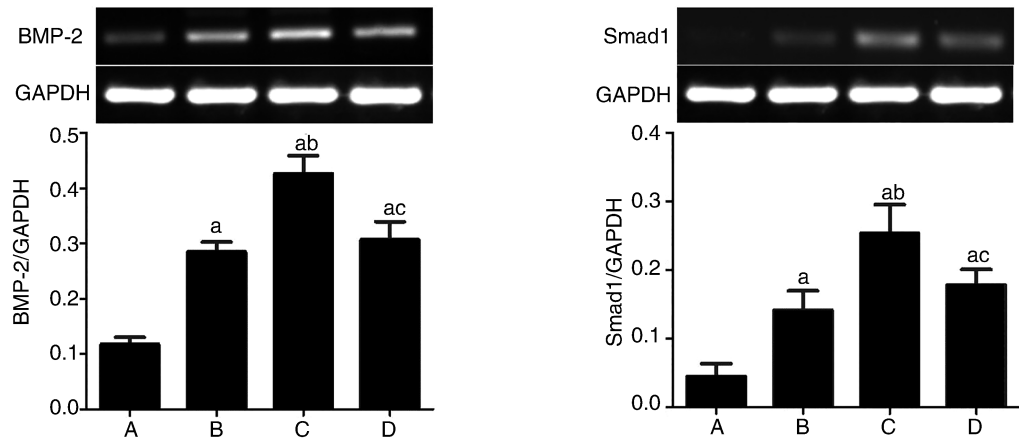 BMP-2
GAPDH
0.5
0.4
0.3
0.2
0.1
0.0
BMP-2/GAPDH
a
ab
ac
A B C D
Smad1
GAPDH
0.4
0.3
0.2
0.1
0.0
Smad1/GAPDH
a
ab
ac
A B C D